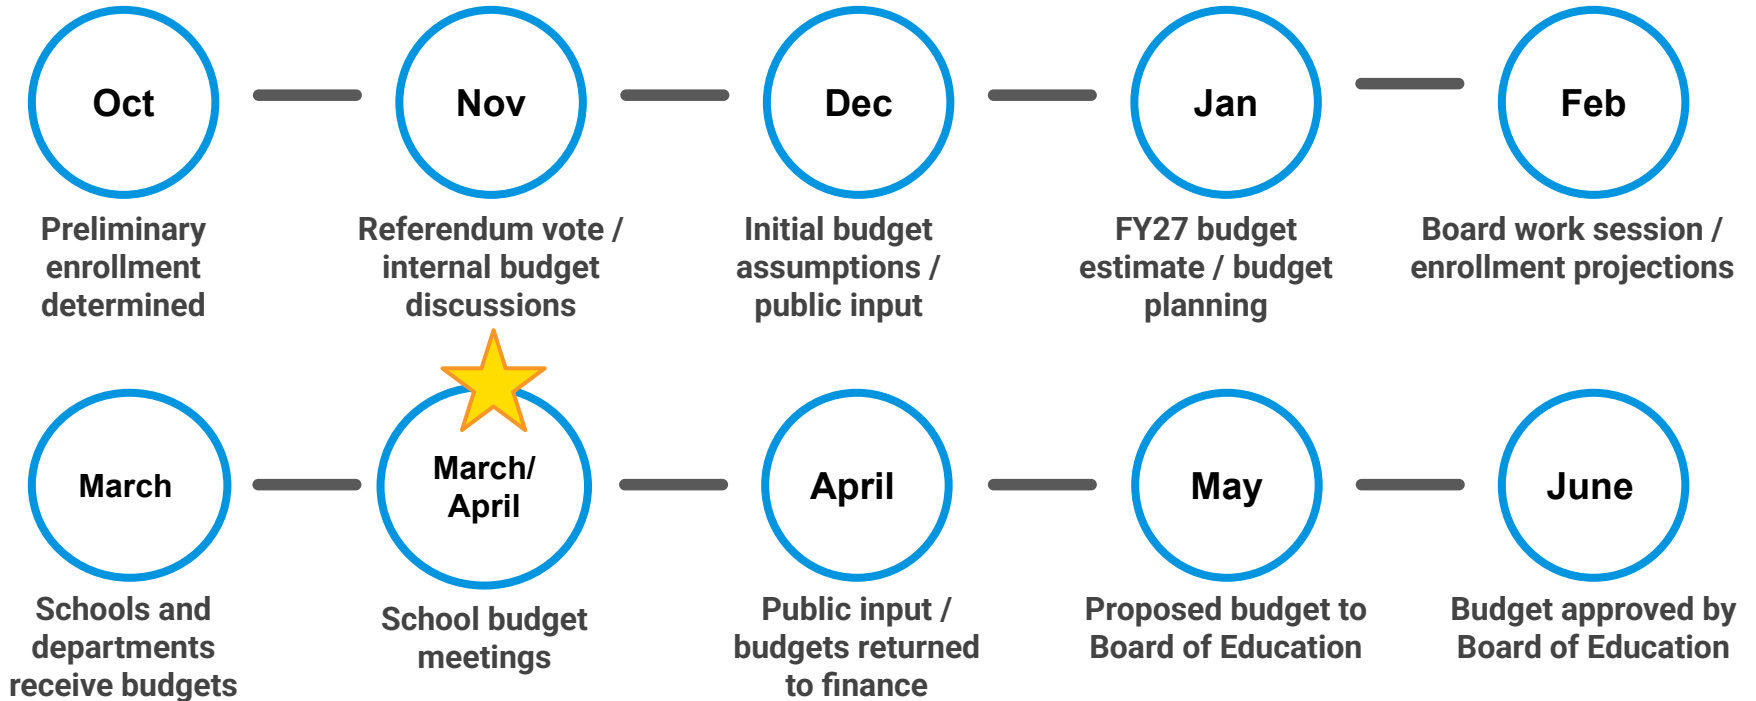 Oct
Preliminary
enrollment
determined
Nov
Referendum vote /
internal budget
discussions
Dec
Initial budget
assumptions /
public input
Jan
FY27 budget
estimate / budget
planning
Feb
Board work session /
enrollment projections
March
Schools and
departments
receive budgets
March/
April
School budget
meetings
April
Public input /
budgets returned
to finance
May
Proposed budget to
Board of Education
June
Budget approved by
Board of Education